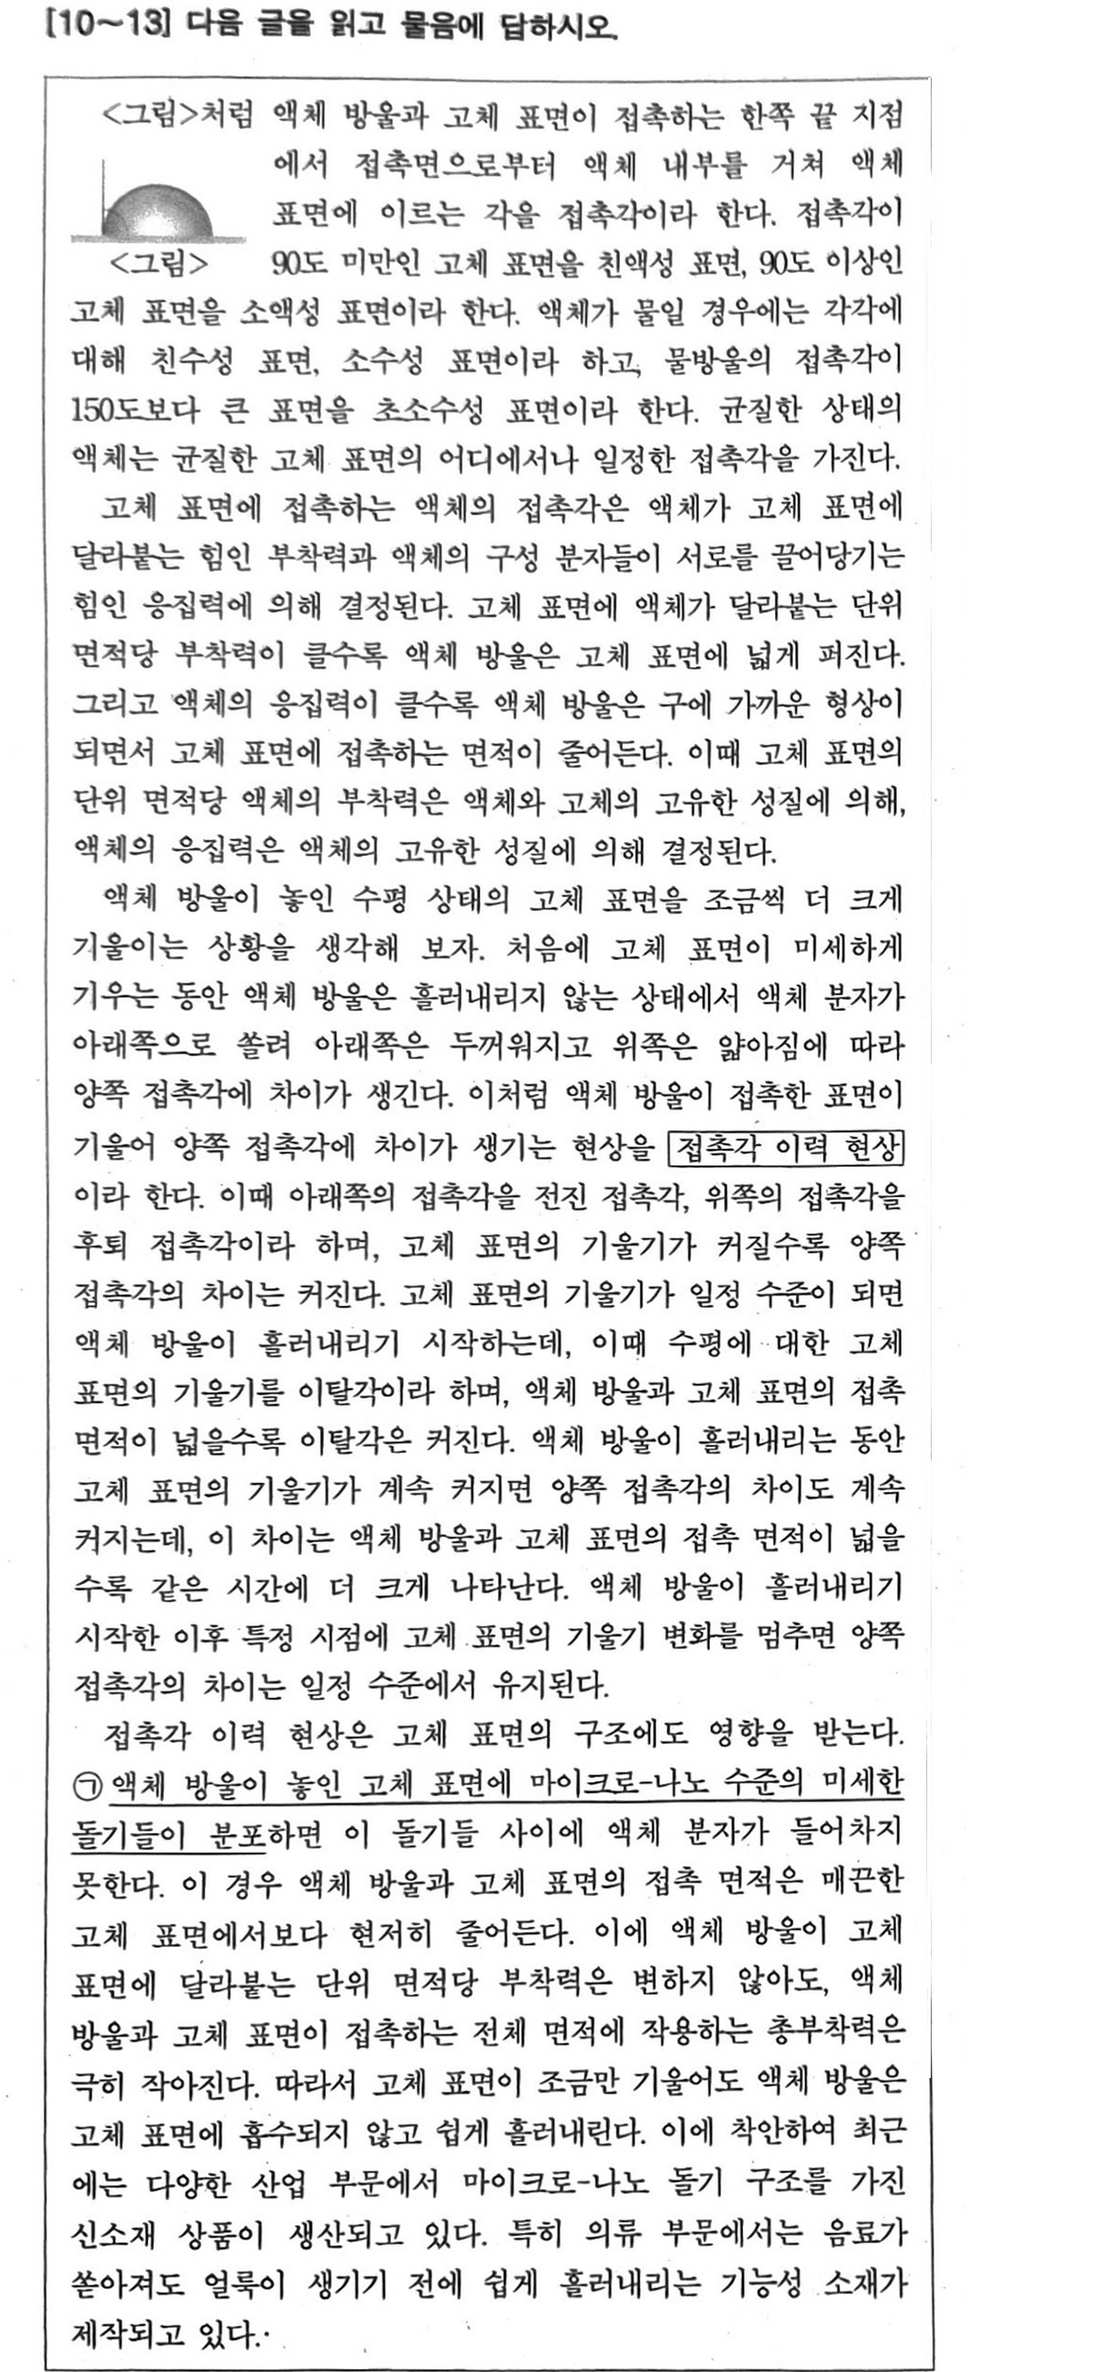 [10~13] 다음 글을 읽고 물음에 답하시오.
<그림>처럼 액체 방울과 고체 표면이 접촉하는 한쪽 끝 지점
에서 접촉면으로부터 액체 내부를 거쳐 액체
표면에 이르는 각을 접촉각이라 한다. 접촉각이
<그림>
90도 미만인 고체 표면을 친액성 표면, 90도 이상인
고체 표면을 소액성 표면이라 한다. 액체가 물일 경우에는 각각에
대해 친수성 표면, 소수성 표면이라 하고, 물방울의 접촉각이
150도보다 큰 표면을 초소수성 표면이라 한다. 균질한 상태의
액체는 균질한 고체 표면의 어디에서나 일정한 접촉각을 가진다.
고체 표면에 접촉하는 액체의 접촉각은 액체가 고체 표면에
달라붙는 힘인 부착력과 액체의 구성 분자들이 서로를 끌어당기는
힘인 응집력에 의해 결정된다. 고체 표면에 액체가 달라붙는 단위
면적당 부착력이 클수록 액체 방울은 고체 표면에 넓게 퍼진다.
그리고 액체의 응집력이 클수록 액체 방울은 구에 가까운 형상이
되면서 고체 표면에 접촉하는 면적이 줄어든다. 이때 고체 표면의
단위 면적당 액체의 부착력은 액체와 고체의 고유한 성질에 의해,
액체의 응집력은 액체의 고유한 성질에 의해 결정된다.
액체 방울이 놓인 수평 상태의 고체 표면을 조금씩 더 크게
기울이는 상황을 생각해 보자. 처음에 고체 표면이 미세하게
기우는 동안 액체 방울은 흘러내리지 않는 상태에서 액체 분자가
아래쪽으로 쏠려 아래쪽은 두꺼워지고 위쪽은 얇아짐에 따라
양쪽 접촉각에 차이가 생긴다. 이처럼 액체 방울이 접촉한 표면이
기울어 양쪽 접촉각에 차이가 생기는 현상을 접촉각 이력 현상
이라 한다. 이때 아래쪽의 접촉각을 전진 접촉각, 위쪽의 접촉각을
후퇴 접촉각이라 하며, 고체 표면의 기울기가 커질수록 양쪽
접촉각의 차이는 커진다. 고체 표면의 기울기가 일정 수준이 되면
액체 방울이 흘러내리기 시작하는데, 이때 수평에 대한 고체
표면의 기울기를 이탈각이라 하며, 액체 방울과 고체 표면의 접촉
면적이 넓을수록 이탈각은 커진다. 액체 방울이 흘러내리는 동안
고체 표면의 기울기가 계속 커지면 양쪽 접촉각의 차이도 계속
커지는데, 이 차이는 액체 방울과 고체 표면의 접촉 면적이 넓을
수록 같은 시간에 더 크게 나타난다. 액체 방울이 흘러내리기
시작한 이후 특정 시점에 고체 표면의 기울기 변화를 멈추면 양쪽
접촉각의 차이는 일정 수준에서 유지된다.
접촉각 이력 현상은 고체 표면의 구조에도 영향을 받는다.
㉠액체 방울이 놓인 고체 표면에 마이크로-나노 수준의 미세한
돌기들이 분포하면 이 돌기들 사이에 액체 분자가 들어차지
못한다. 이 경우 액체 방울과 고체 표면의 접촉 면적은 매끈한
고체 표면에서보다 현저히 줄어든다. 이에 액체 방울이 고체
표면에 달라붙는 단위 면적당 부착력은 변하지 않아도, 액체
방울과 고체 표면이 접촉하는 전체 면적에 작용하는 총부착력은
극히 작아진다. 따라서 고체 표면이 조금만 기울어도 액체 방울은
고체 표면에 흡수되지 않고 쉽게 흘러내린다. 이에 착안하여 최근
에는 다양한 산업 부문에서 마이크로-나노 돌기 구조를 가진
신소재 상품이 생산되고 있다. 특히 의류 부문에서는 음료가
쏟아져도 얼룩이 생기기 전에 쉽게 흘러내리는 기능성 소재가
제작되고 있다.